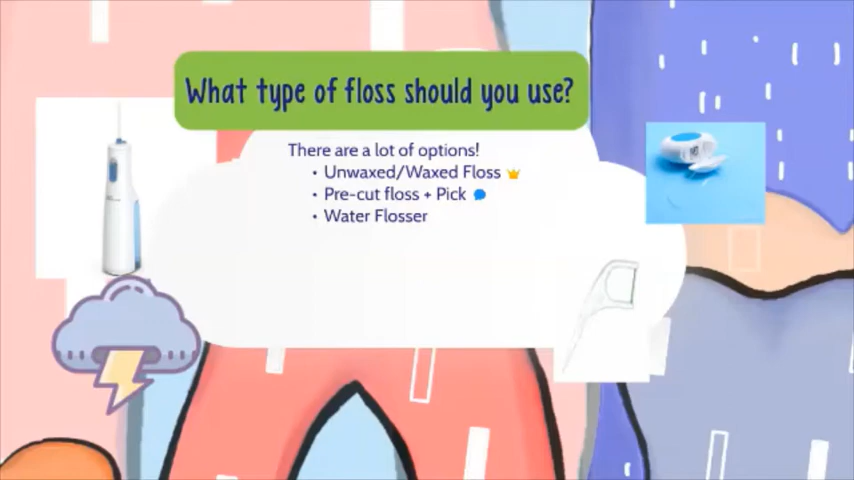 What type of floss should you use?
There are a lot of options!
• Unwaxed/Waxed Floss
• Pre-cut floss + Pick
• Water Flosser